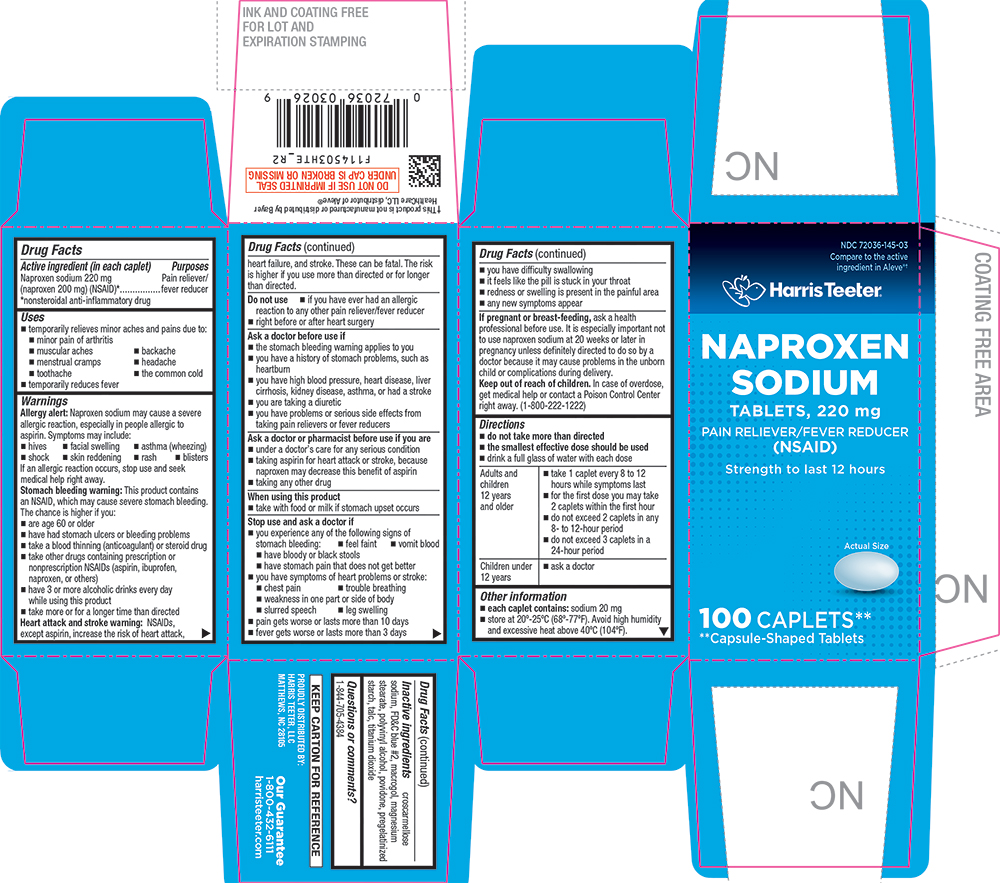 INK AND COATING FREE
FOR LOT AND
EXPIRATION STAMPING
0 72036 03026 9
F114503HTE_R2
DO NOT USE IF IMPRINTED SEAL
UNDER CAP IS BROKEN OR MISSING
†This product is not manufactured or distributed by Bayer
HealthCare LLC, distributor of Aleve®
Drug Facts
Active ingredient (in each caplet) Purposes
Naproxen sodium 220 mg Pain reliever/
(naproxen 200 mg) (NSAID)*................fever reducer
*nonsteroidal anti-inflammatory drug
Uses
■ temporarily relieves minor aches and pains due to:
■ minor pain of arthritis
■ muscular aches ■ backache
■ menstrual cramps ■ headache
■ toothache ■ the common cold
■ temporarily reduces fever
Warnings
Allergy alert: Naproxen sodium may cause a severe
allergic reaction, especially in people allergic to
aspirin. Symptoms may include:
■ hives ■ facial swelling ■ asthma (wheezing)
■ shock ■ skin reddening ■ rash ■ blisters
If an allergic reaction occurs, stop use and seek
medical help right away.
Stomach bleeding warning: This product contains
an NSAID, which may cause severe stomach bleeding.
The chance is higher if you:
■ are age 60 or older
■ have had stomach ulcers or bleeding problems
■ take a blood thinning (anticoagulant) or steroid drug
■ take other drugs containing prescription or
nonprescription NSAIDs (aspirin, ibuprofen,
naproxen, or others)
■ have 3 or more alcoholic drinks every day
while using this product
■ take more or for a longer time than directed
Heart attack and stroke warning: NSAIDs,
except aspirin, increase the risk of heart attack,
Drug Facts (continued)
heart failure, and stroke. These can be fatal. The risk
is higher if you use more than directed or for longer
than directed.
Do not use ■ if you have ever had an allergic
reaction to any other pain reliever/fever reducer
■ right before or after heart surgery
Ask a doctor before use if
■ the stomach bleeding warning applies to you
■ you have a history of stomach problems, such as
heartburn
■ you have high blood pressure, heart disease, liver
cirrhosis, kidney disease, asthma, or had a stroke
■ you are taking a diuretic
■ you have problems or serious side effects from
taking pain relievers or fever reducers
Ask a doctor or pharmacist before use if you are
■ under a doctor's care for any serious condition
■ taking aspirin for heart attack or stroke, because
naproxen may decrease this benefit of aspirin
■ taking any other drug
When using this product
■ take with food or milk if stomach upset occurs
Stop use and ask a doctor if
■ you experience any of the following signs of
stomach bleeding: ■ feel faint ■ vomit blood
■ have bloody or black stools
■ have stomach pain that does not get better
■ you have symptoms of heart problems or stroke:
■ chest pain ■ trouble breathing
■ weakness in one part or side of body
■ slurred speech ■ leg swelling
■ pain gets worse or lasts more than 10 days
■ fever gets worse or lasts more than 3 days
Drug Facts (continued)
■ you have difficulty swallowing
■ it feels like the pill is stuck in your throat
■ redness or swelling is present in the painful area
■ any new symptoms appear
If pregnant or breast-feeding, ask a health
professional before use. It is especially important not
to use naproxen sodium at 20 weeks or later in
pregnancy unless definitely directed to do so by a
doctor because it may cause problems in the unborn
child or complications during delivery.
Keep out of reach of children. In case of overdose,
get medical help or contact a Poison Control Center
right away. (1-800-222-1222)
Directions
■ do not take more than directed
■ the smallest effective dose should be used
■ drink a full glass of water with each dose
Adults and ■ take 1 caplet every 8 to 12
children hours while symptoms last
12 years ■ for the first dose you may take
and older 2 caplets within the first hour
■ do not exceed 2 caplets in any
8- to 12-hour period
■ do not exceed 3 caplets in a
24-hour period
Children under ■ ask a doctor
12 years
Other information
■ each caplet contains: sodium 20 mg
■ store at 20º-25ºC (68º-77ºF). Avoid high humidity
and excessive heat above 40ºC (104ºF).
Drug Facts (continued)
Inactive ingredients croscarmellose
sodium, FD&C blue #2, macrogol, magnesium
stearate, polyvinyl alcohol, povidone, pregelatinized
starch, talc, titanium dioxide
Questions or comments?
1-844-705-4384
KEEP CARTON FOR REFERENCE
PROUDLY DISTRIBUTED BY:
HARRIS TEETER, LLC
MATTHEWS, NC 28105
Our Guarantee
1-800-432-6111
harristeeter.com
NC
NDC 72036-145-03
Compare to the active
ingredient in Aleve®†
Harris Teeter®
NAPROXEN
SODIUM
TABLETS, 220 mg
PAIN RELIEVER/FEVER REDUCER
(NSAID)
Strength to last 12 hours
Actual Size
100 CAPLETS**
**Capsule-Shaped Tablets
COATING FREE AREA
NC
NC